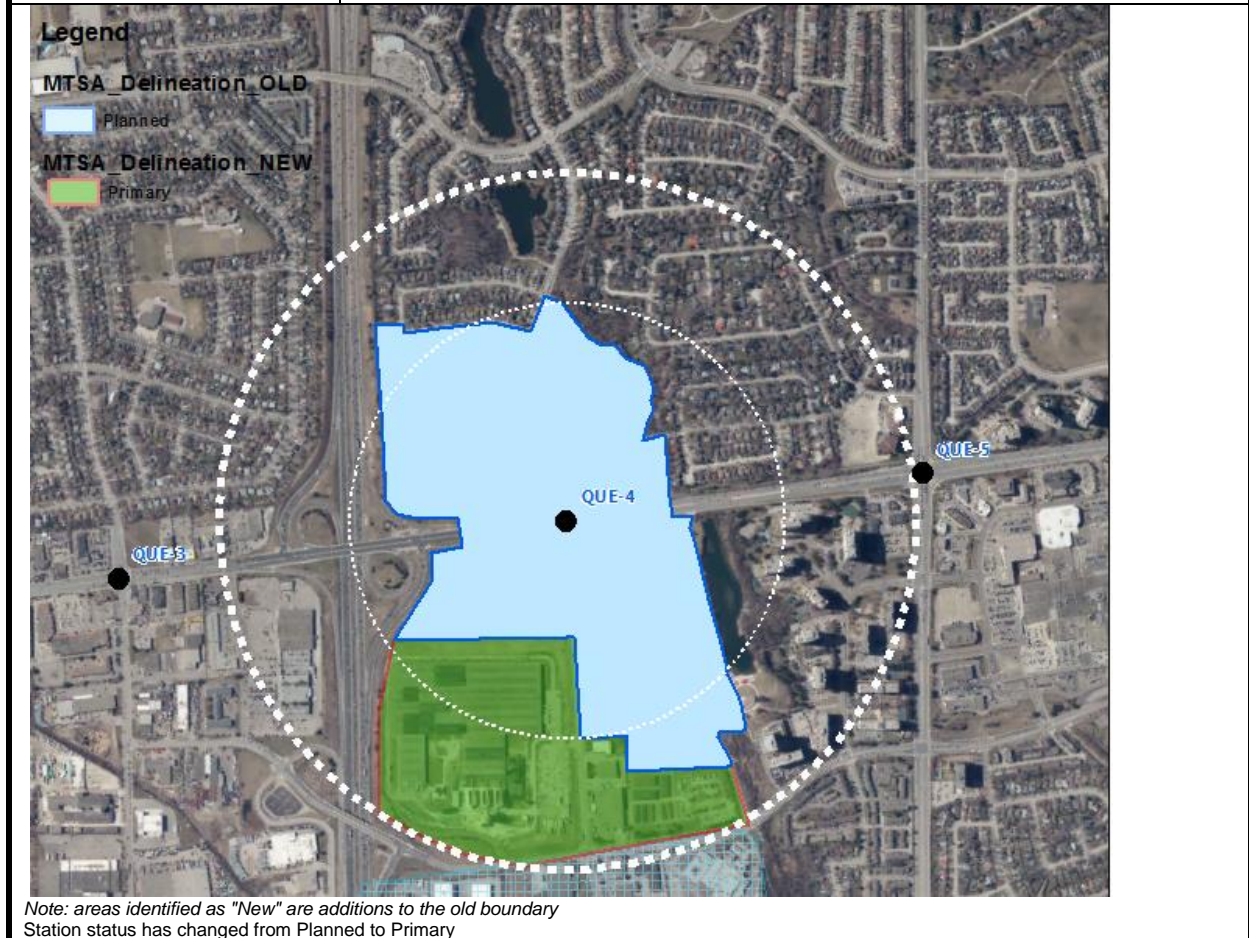 Legend
MTSA_Delineation_OLD
Planned
MTSA_Delineation_NEW
Primary
QUE-5
QUE-4
QUE-3
Note: areas identified as "New" are additions to the old boundary
Station status has changed from Planned to Primary